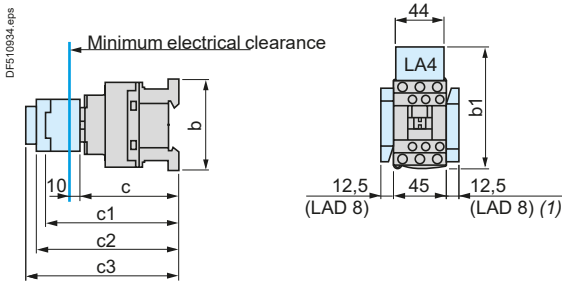 DF510934.eps
Minimum electrical clearance
b
10
c
c1
c2
c3
44
LA4
b1
12,5
45
12,5
(LAD 8)
(LAD 8) (1)